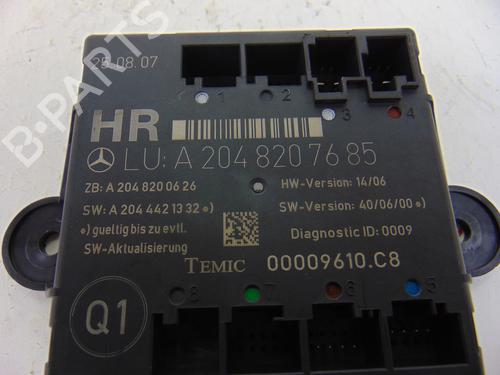 25.08.07
1 2
3 4
HR
LU: A 204 820 76 85
ZB: A 204 820 06 26
HW-Version: 14/06
SW: A 204 442 13 32 •)
SW-Version: 40/06/00 •)
•) gueltig bis zu evtl.
SW-Aktualisierung
Diagnostic ID: 0009
TEMIC 00009610.C8
Q1
8 7 6 5
B-PARTS